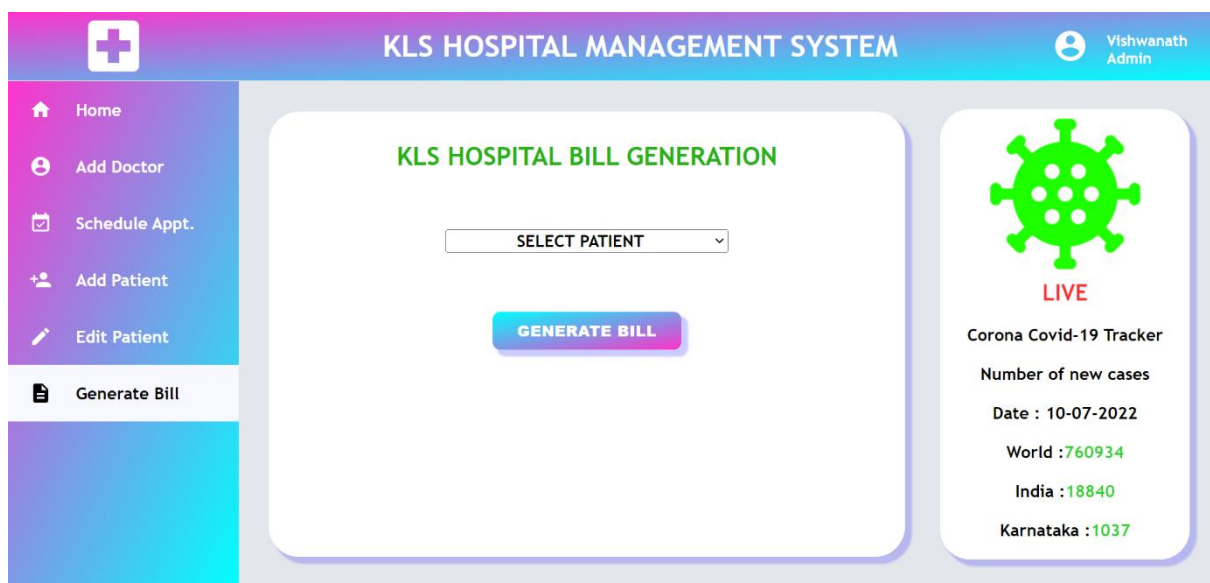 KLS HOSPITAL MANAGEMENT SYSTEM
Vishwanath
Admin
Home
Add Doctor
Schedule Appt.
Add Patient
Edit Patient
Generate Bill
KLS HOSPITAL BILL GENERATION
SELECT PATIENT
GENERATE BILL
LIVE
Corona Covid-19 Tracker
Number of new cases
Date : 10-07-2022
World :760934
India :18840
Karnataka :1037